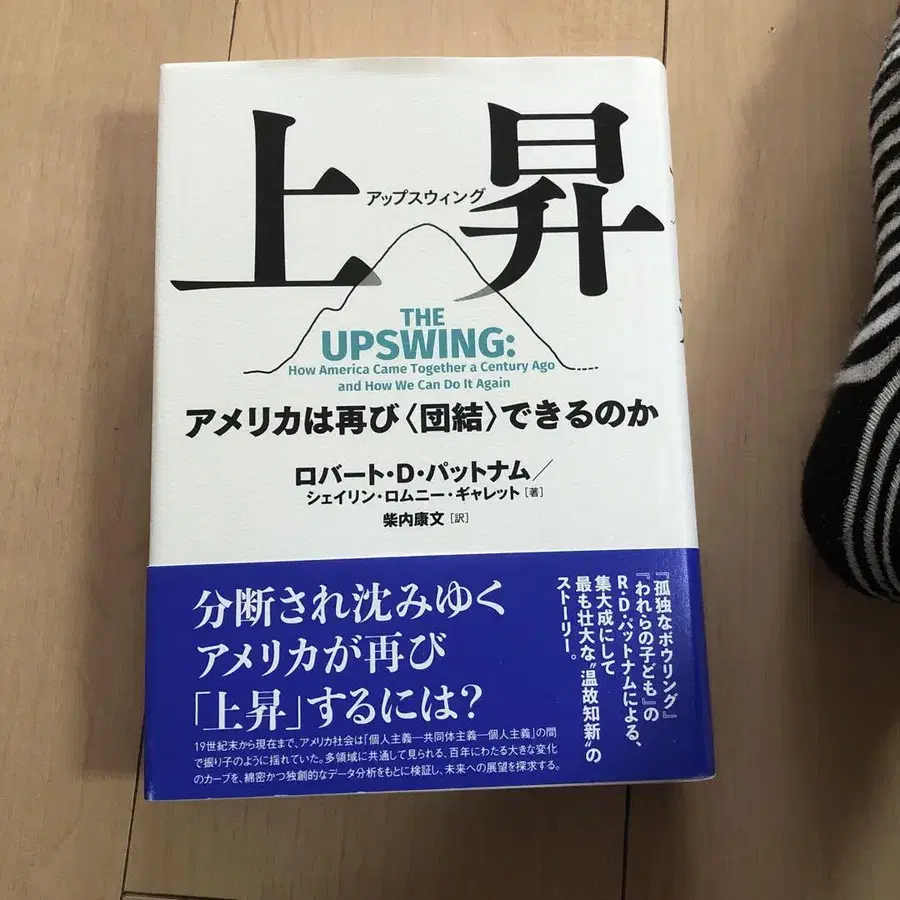 上昇
アップスウィング
THE
UPSWING:
How America Came Together a Century Ago
and How We Can Do It Again
アメリカは再び〈団結〉できるのか
ロバート・D・パットナム／
シェイリン・ロムニー・ギャレット［著］
柴内康文［訳］
『孤独なボウリング』
『われらの子ども』の
R・D・パットナムによる、
集大成にして
最も壮大な〝温故知新〟の
ストーリー。
分断され沈みゆく
アメリカが再び
「上昇」するには？
19世紀末から現在まで、アメリカ社会は「個人主義―共同体主義―個人主義」の間
で振り子のように揺れていた。多領域に共通して見られる、百年にわたる大きな変化
のカーブを、綿密かつ独創的なデータ分析をもとに検証し、未来への展望を探求する。